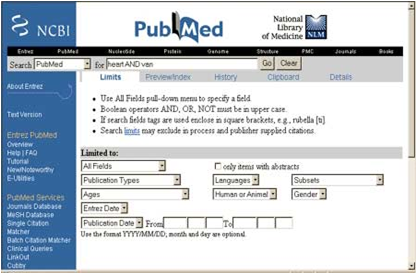 NCBI
PubMed
National
Library
of Medicine NLM
Entrez PubMed Nucleotide Protein Genome Structure PMC Journals Books
Search PubMed for heart AND van Go Clear
Limits Preview/Index History Clipboard Details
About Entrez
Text Version
Entrez PubMed
Overview
Help | FAQ
Tutorial
New/Noteworthy
E-Utilities
PubMed Services
Journals Database
MeSH Database
Single Citation
Matcher
Batch Citation Matcher
Clinical Queries
LinkOut
Cubby
• Use All Fields pull-down menu to specify a field
• Boolean operators AND, OR, NOT must be in upper case.
• If search fields tags are used enclose in square brackets, e.g., rubella [ti]
• Search limits may exclude in process and publisher supplied citations.
Limited to:
All Fields only items with abstracts
Publication Types Languages Subsets
Ages Human or Animal Gender
Entrez Date
Publication Date From To
Use the format YYYY/MM/DD; month and day are optional.